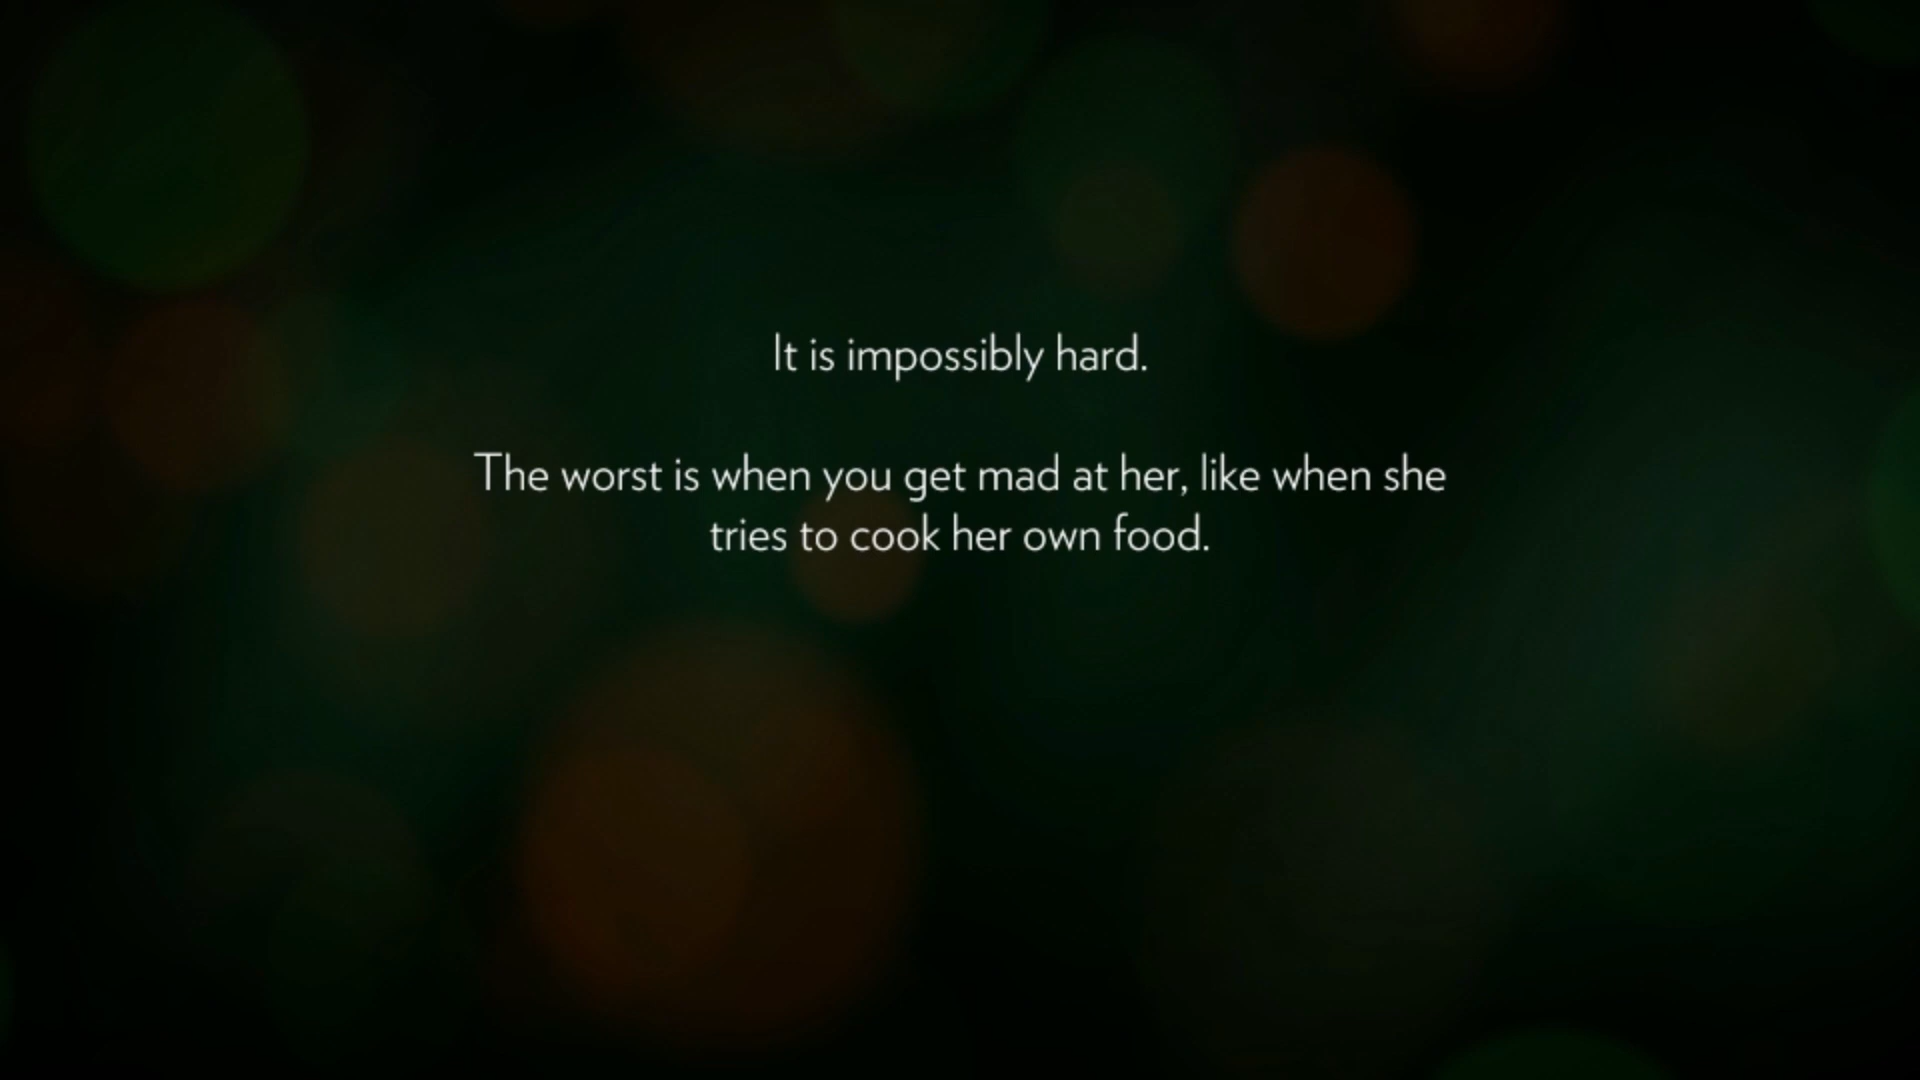 It is impossibly hard.
The worst is when you get mad at her, like when she
tries to cook her own food.